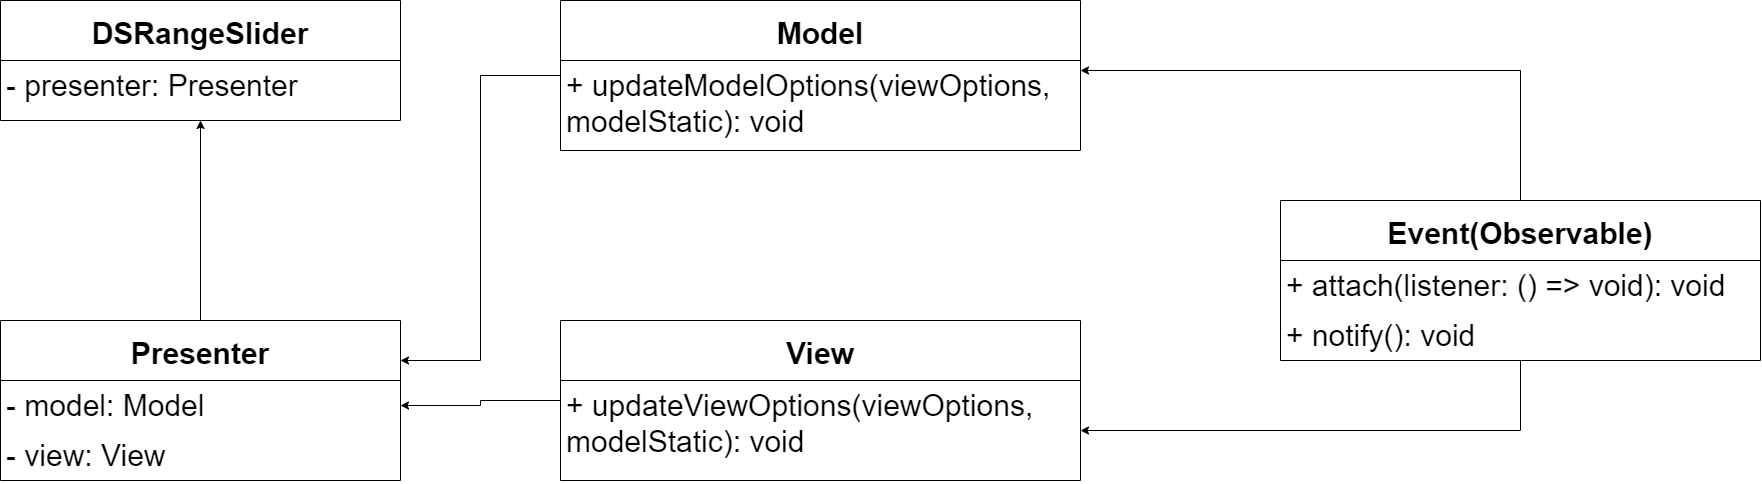 DSRangeSlider
- presenter: Presenter
Model
+ updateModelOptions(viewOptions,
modelStatic): void
Event(Observable)
+ attach(listener: () => void): void
+ notify(): void
Presenter
- model: Model
- view: View
View
+ updateViewOptions(viewOptions,
modelStatic): void